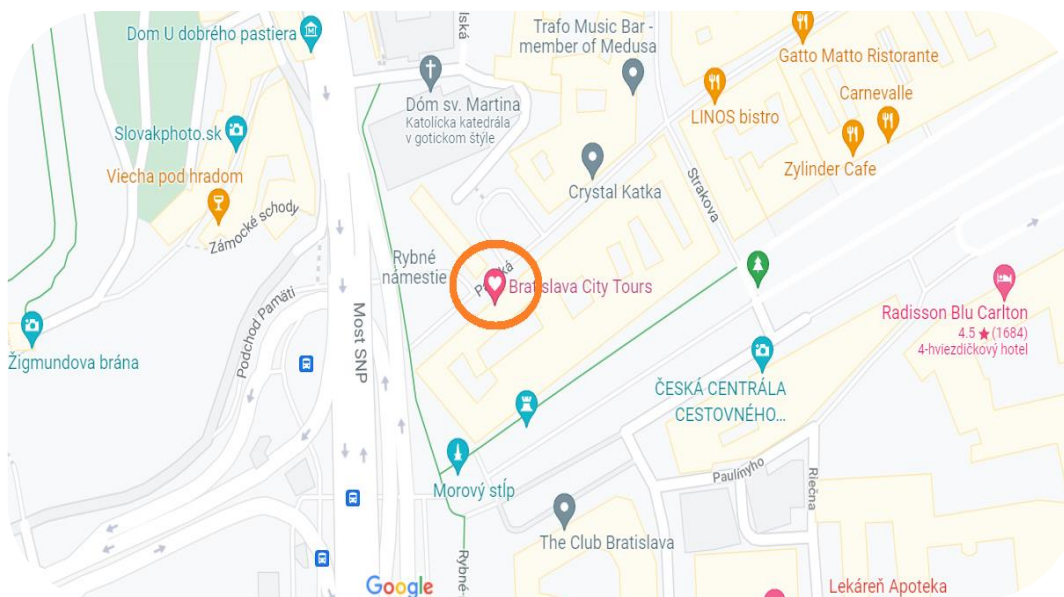 Dom U dobrého pastiera
Trafo Music Bar -
member of Medusa
Gatto Matto Ristorante
Carnevalle
Dóm sv. Martina
Katolícka katedrála
v gotickom štýle
LINOS bistro
Slovakphoto.sk
Zylinder Cafe
Viecha pod hradom
Crystal Katka
Strakova
Zámocké schody
Rybné
námestie
Bratislava City Tours
Podchod Pamäti
Most SNP
Radisson Blu Carlton
4.5 ★ (1684)
4-hviezdičkový hotel
Žigmundova brána
ČESKÁ CENTRÁLA
CESTOVNÉHO...
Morový stĺp
Paulínyho
Riečna
The Club Bratislava
Rybné
Google
Lekáreň Apoteka